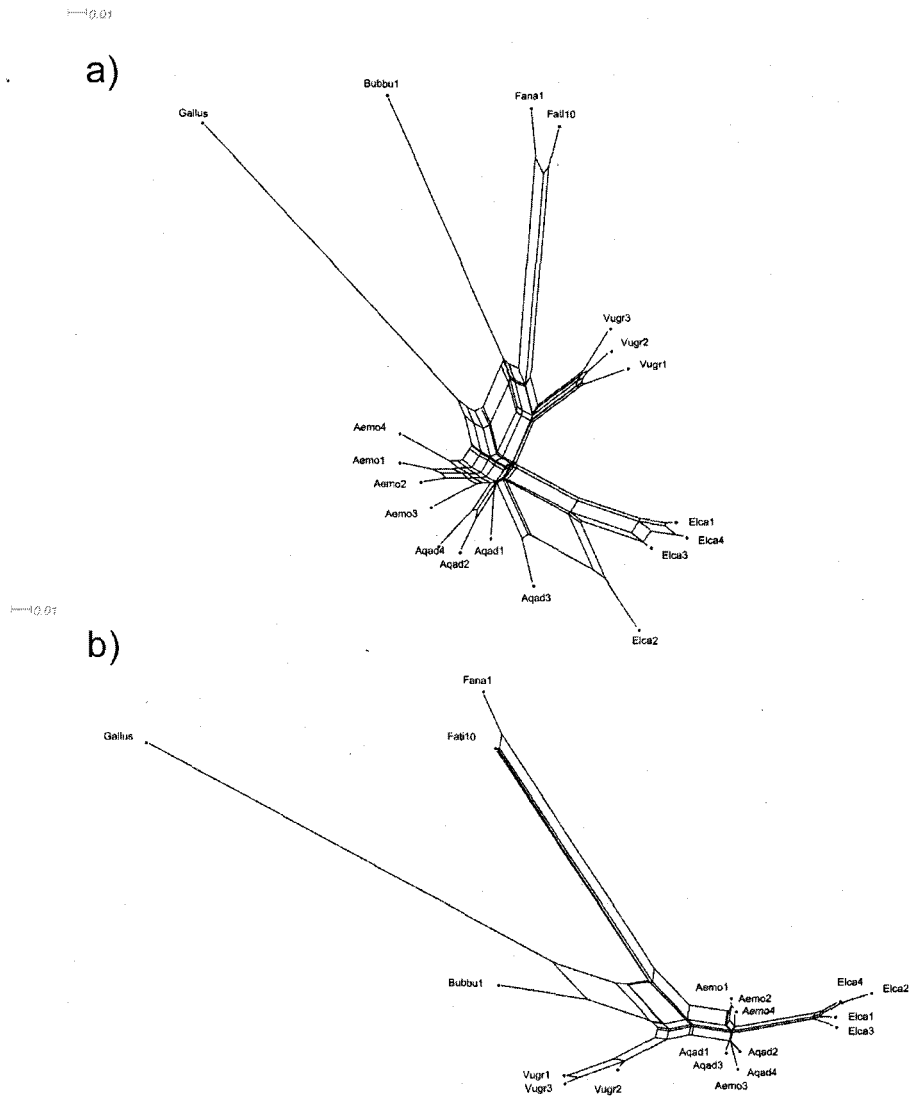 0.01
a)
Bubbu1
Fana1
Gallus
Fati10
Vugr3
Vugr2
Vugr1
Aemo4
Aemo1
Aemo2
Aemo3
Aqad4
Aqad2
Aqad1
Elca1
Elca4
Elca3
Aqad3
Elca2
0.01
b)
Fana1
Gallus
Fati10
Bubbu1
Aemo1
Aemo2
Aemo4
Elca4
Elca2
Elca1
Elca3
Aqad1
Aqad2
Aqad3
Aqad4
Aemo3
Vugr1
Vugr3
Vugr2